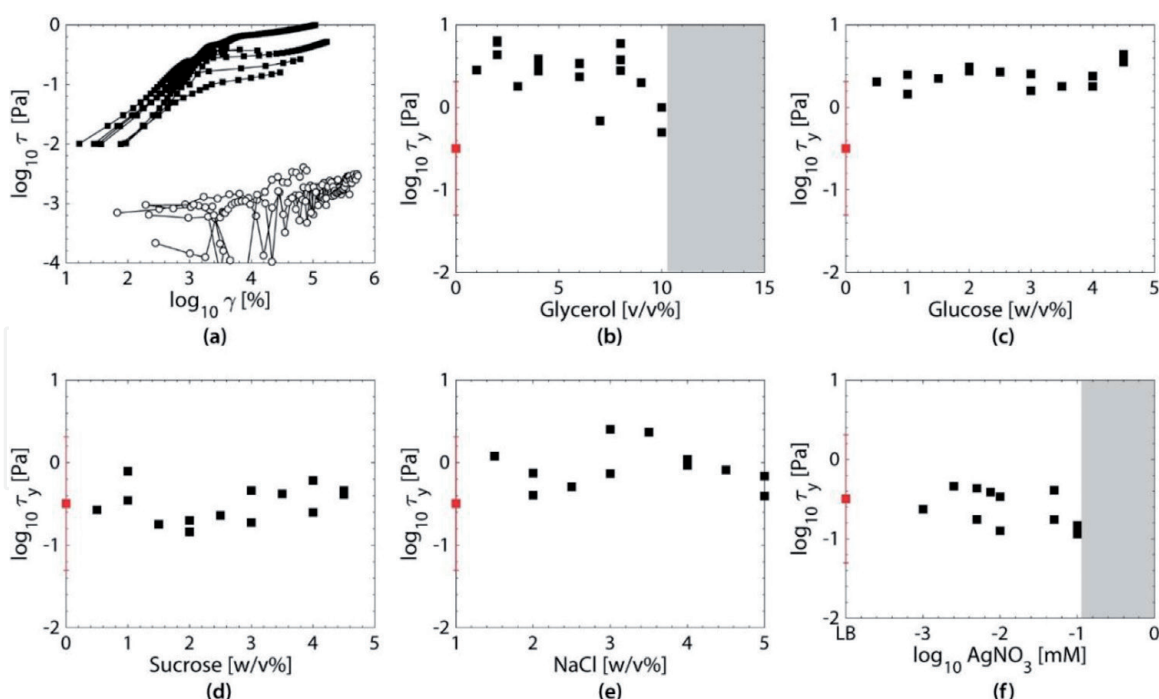 0
-1
-2
-3
-4
log10 τ [Pa]
1 2 3 4 5 6
log10 γ [%]
(a)
1
0
-1
-2
log10 τy [Pa]
0 5 10 15
Glycerol [v/v%]
(b)
1
0
-1
-2
log10 τy [Pa]
0 1 2 3 4 5
Glucose [w/v%]
(c)
1
0
-1
-2
log10 τy [Pa]
0 1 2 3 4 5
Sucrose [w/v%]
(d)
1
0
-1
-2
log10 τy [Pa]
1 2 3 4 5
NaCl [w/v%]
(e)
1
0
-1
-2
log10 τy [Pa]
LB -3 -2 -1 0
log10 AgNO3 [mM]
(f)